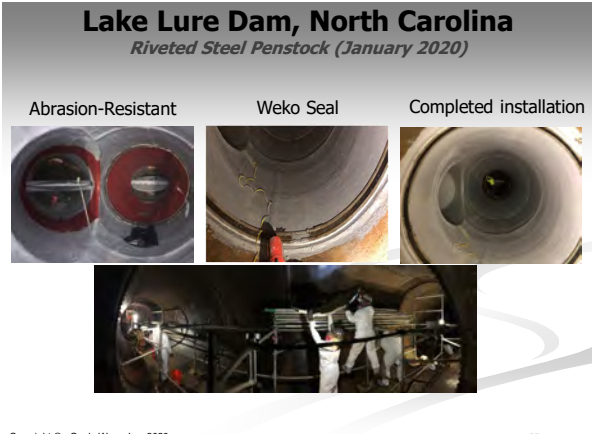 Lake Lure Dam, North Carolina
Riveted Steel Penstock (January 2020)
Abrasion-Resistant
Weko Seal
Completed installation